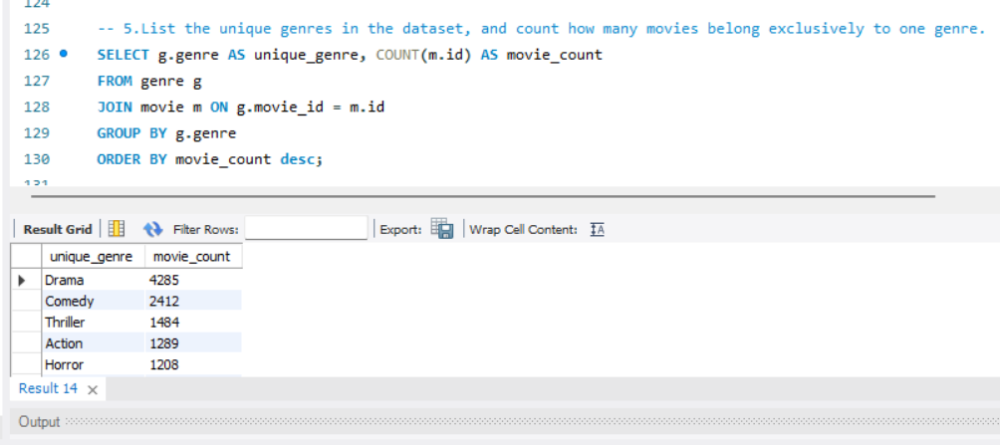 124
125 -- 5.List the unique genres in the dataset, and count how many movies belong exclusively to one genre.
126 SELECT g.genre AS unique_genre, COUNT(m.id) AS movie_count
127 FROM genre g
128 JOIN movie m ON g.movie_id = m.id
129 GROUP BY g.genre
130 ORDER BY movie_count desc;
131
Result Grid Filter Rows: Export: Wrap Cell Content:
unique_genre movie_count
Drama 4285
Comedy 2412
Thriller 1484
Action 1289
Horror 1208
Result 14
Output